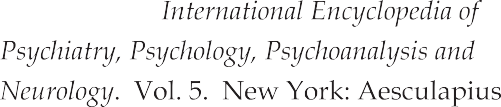 International Encyclopedia of
Psychiatry, Psychology, Psychoanalysis and
Neurology. Vol. 5. New York: Aesculapius